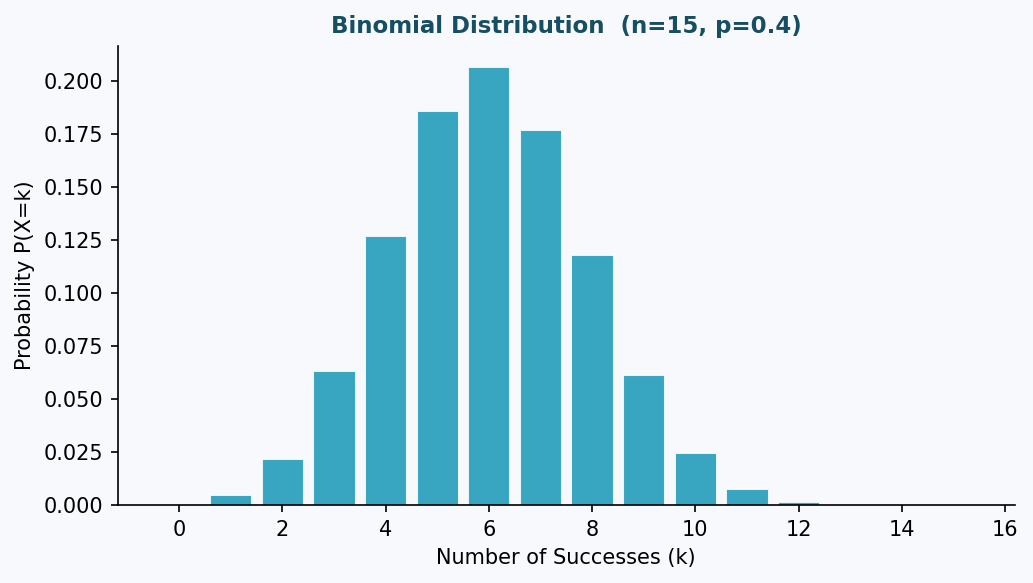 Binomial Distribution  (n=15, p=0.4)
Probability P(X=k)
0.200
0.175
0.150
0.125
0.100
0.075
0.050
0.025
0.000
0 2 4 6 8 10 12 14 16
Number of Successes (k)